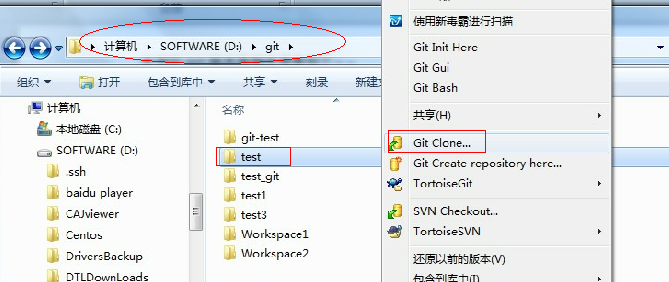 计算机 ▸ SOFTWARE (D:) ▸ git ▸
组织 打开 包含到库中 共享 刻录 新建文
计算机
本地磁盘 (C:)
SOFTWARE (D:)
.ssh
baidu player
CAJViewer
Centos
DriversBackup
DTLDownLoads
名称
git-test
test
test_git
test1
test3
Workspace1
Workspace2
使用新毒霸进行扫描
Git Init Here
Git Gui
Git Bash
共享(H)
Git Clone...
Git Create repository here...
TortoiseGit
SVN Checkout...
TortoiseSVN
还原以前的版本(V)
包含到库中(I)